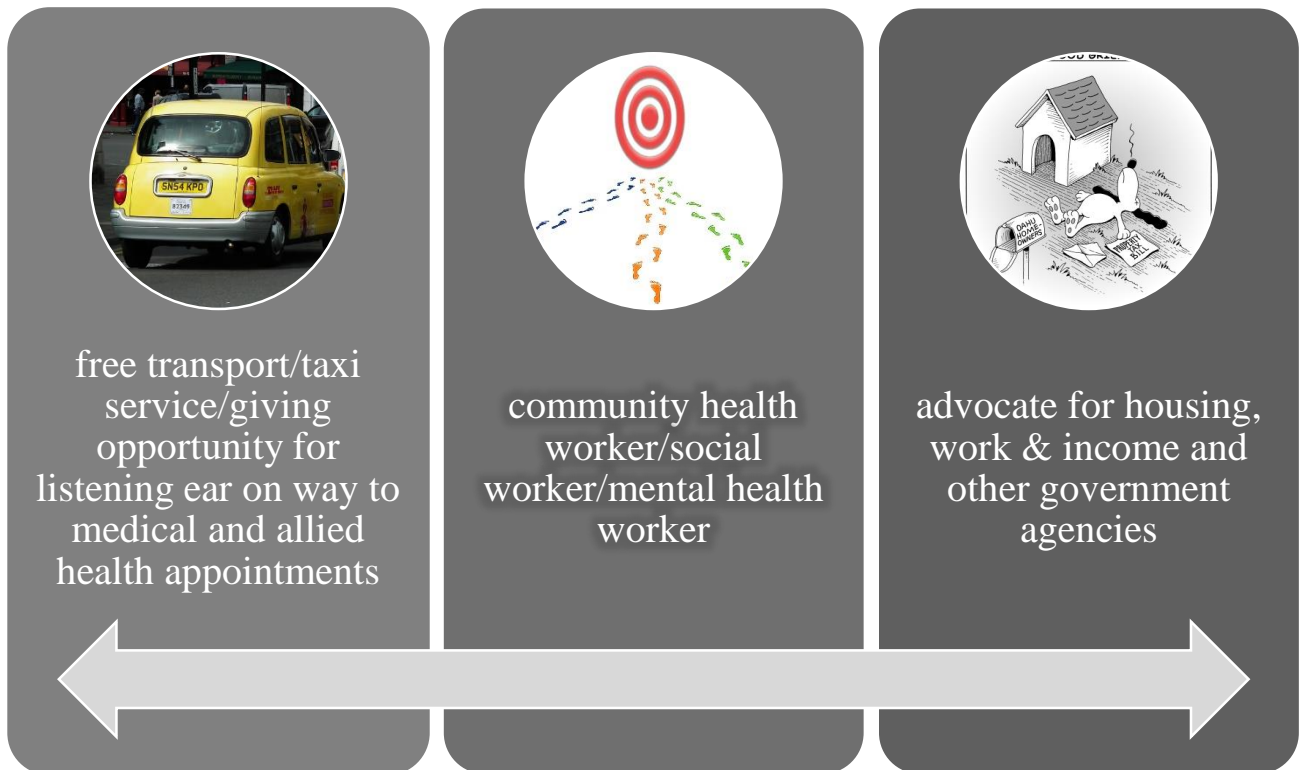 SN54 KPD
82349
free transport/taxi
service/giving
opportunity for
listening ear on way to
medical and allied
health appointments
community health
worker/social
worker/mental health
worker
OAHU
HOME-
OWNERS
PROPERTY
TAX
BILL
advocate for housing,
work & income and
other government
agencies